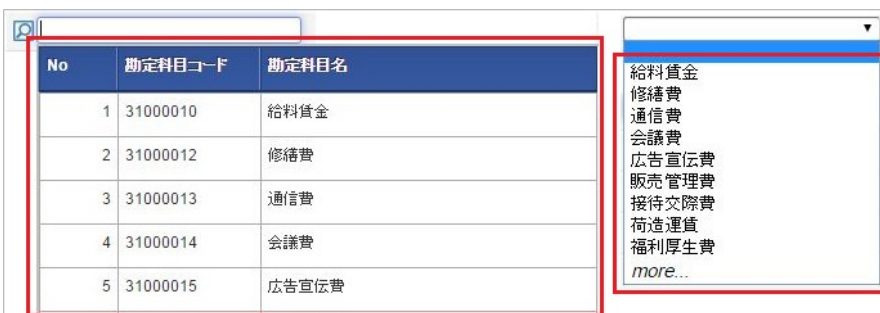 No 勘定科目コード 勘定科目名
1 31000010 給料賃金
2 31000012 修繕費
3 31000013 通信費
4 31000014 会議費
5 31000015 広告宣伝費
給料賃金
修繕費
通信費
会議費
広告宣伝費
販売管理費
接待交際費
荷造運賃
福利厚生費
more...